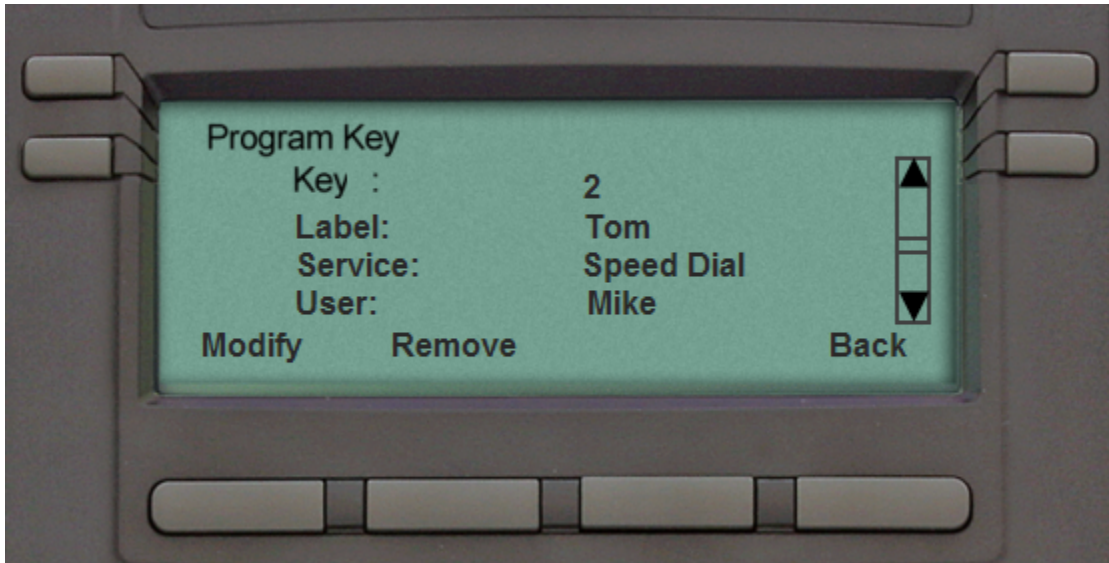 Program Key
Key : 2
Label: Tom
Service: Speed Dial
User: Mike
Modify Remove Back